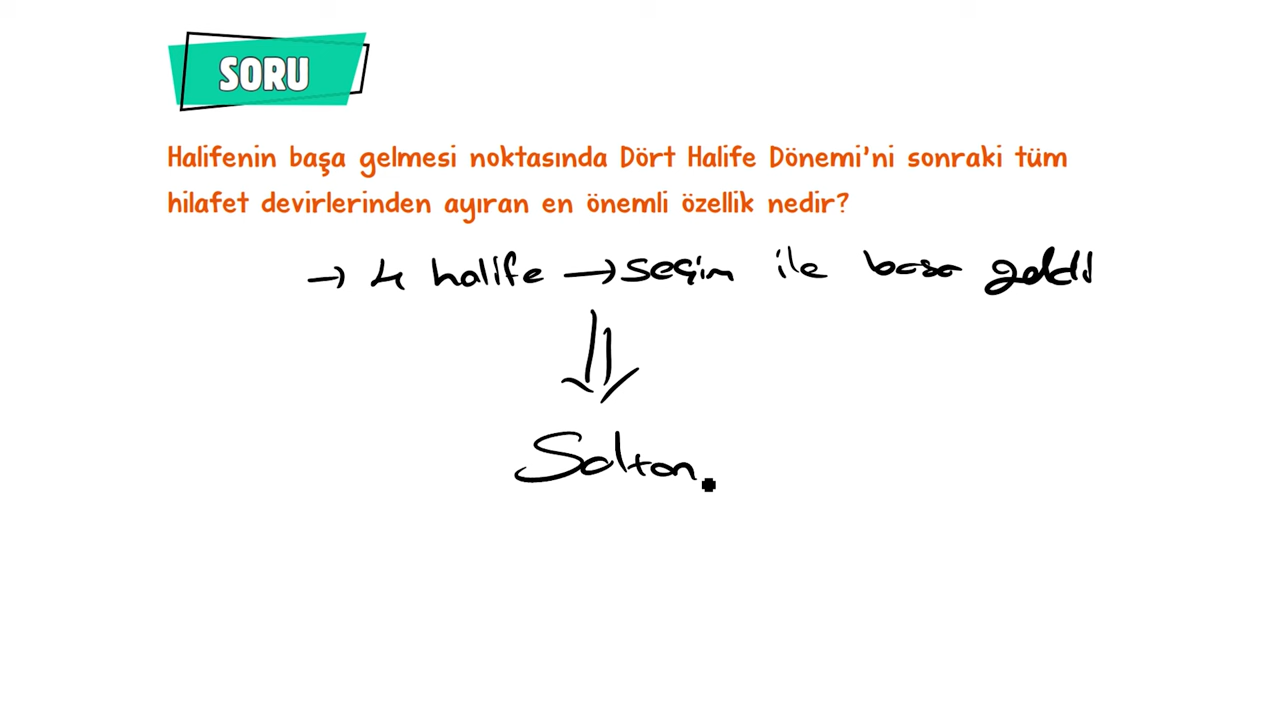 SORU
Halifenin başa gelmesi noktasında Dört Halife Dönemi'ni sonraki tüm
hilafet devirlerinden ayıran en önemli özellik nedir?
→ 4 halife → seçim ile başa geldi
Saltan